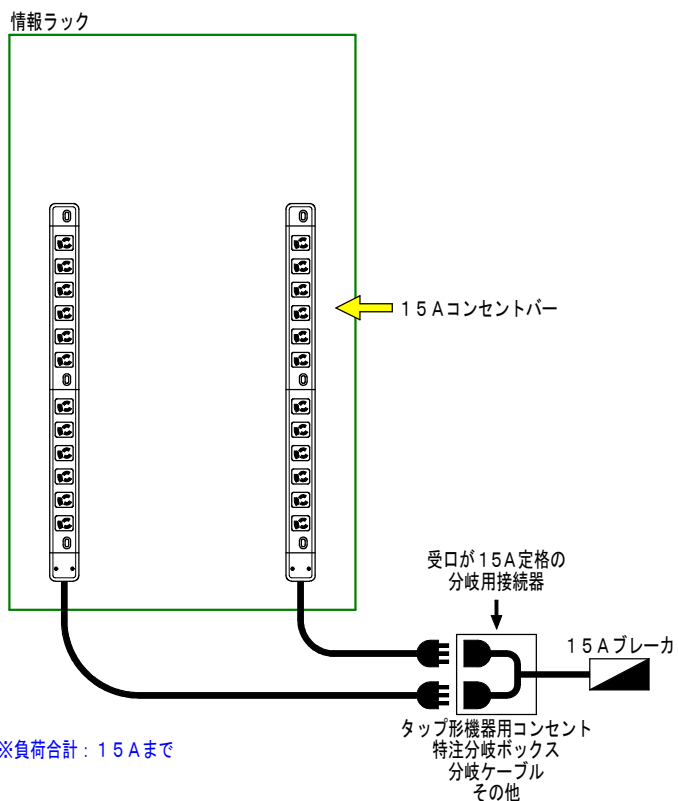 情報ラック
１５Aコンセントバー
受口が１５A定格の
分岐用接続器
１５Aブレーカ
タップ形機器用コンセント
特注分岐ボックス
分岐ケーブル
その他
※負荷合計：１５Aまで